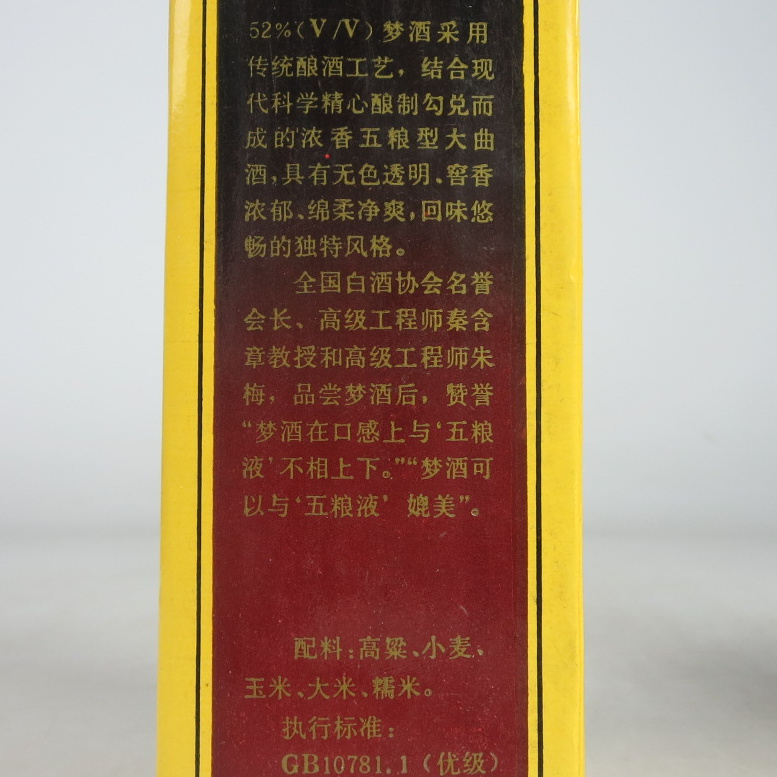 52%(V/V)梦酒采用
传统酿酒工艺，结合现
代科学精心酿制勾兑而
成的浓香五粮型大曲
酒,具有无色透明、窖香
浓郁、绵柔净爽,回味悠
畅的独特风格。
全国白酒协会名誉
会长、高级工程师秦含
章教授和高级工程师朱
梅，品尝梦酒后，赞誉
“梦酒在口感上与‘五粮
液’不相上下。”“梦酒可
以与‘五粮液’媲美”。
配料:高粱、小麦、
玉米、大米、糯米。
执行标准:
GB10781.1（优级）